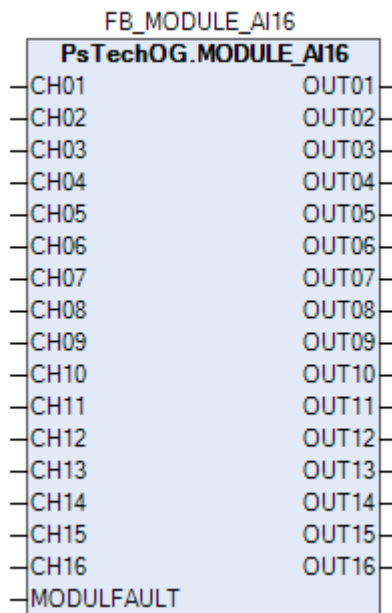 FB_MODULE_AI16
PsTechOG.MODULE_AI16
CH01 OUT01
CH02 OUT02
CH03 OUT03
CH04 OUT04
CH05 OUT05
CH06 OUT06
CH07 OUT07
CH08 OUT08
CH09 OUT09
CH10 OUT10
CH11 OUT11
CH12 OUT12
CH13 OUT13
CH14 OUT14
CH15 OUT15
CH16 OUT16
MODULFAULT